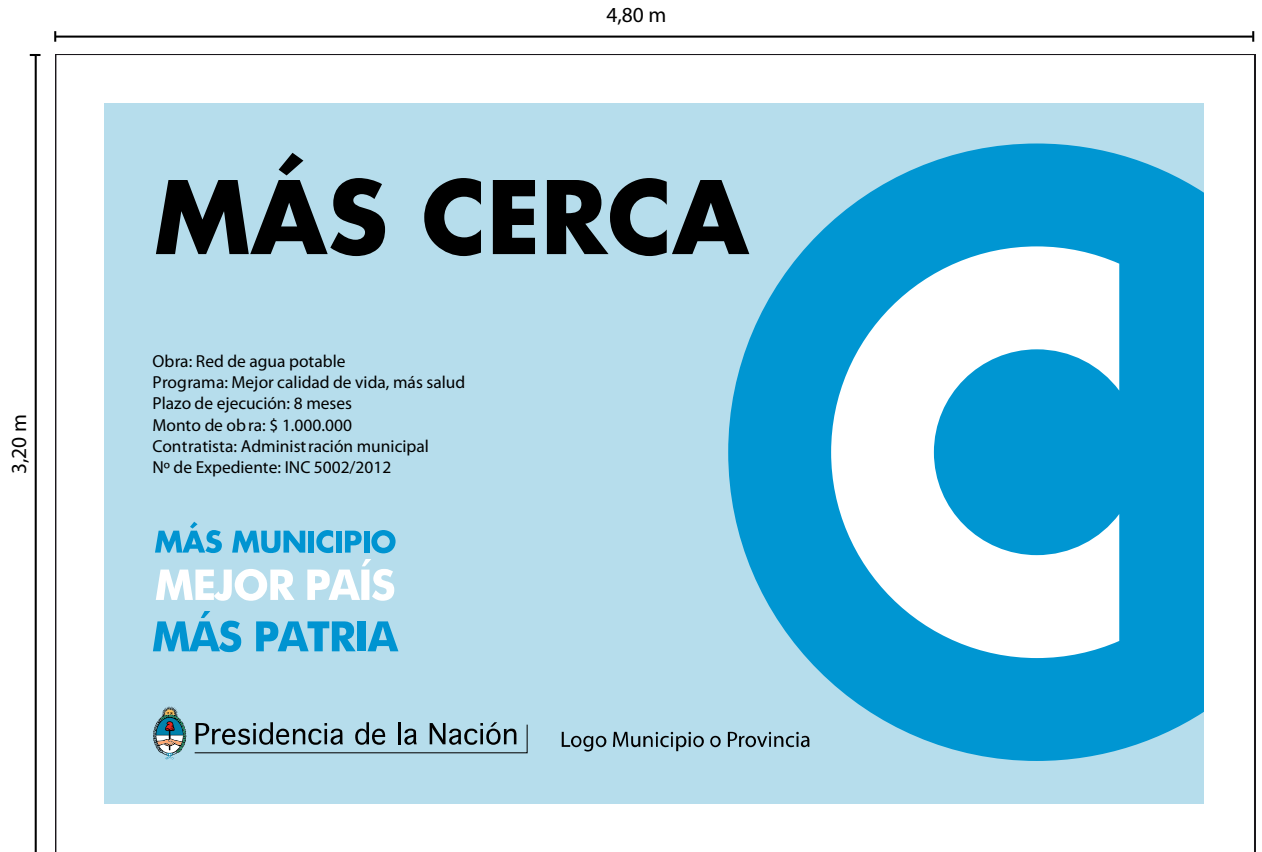 4,80 m
3,20 m
MÁS CERCA
Obra: Red de agua potable
Programa: Mejor calidad de vida, más salud
Plazo de ejecución: 8 meses
Monto de obra: $ 1.000.000
Contratista: Administración municipal
Nº de Expediente: INC 5002/2012
MÁS MUNICIPIO
MEJOR PAÍS
MÁS PATRIA
Presidencia de la Nación
Logo Municipio o Provincia
C